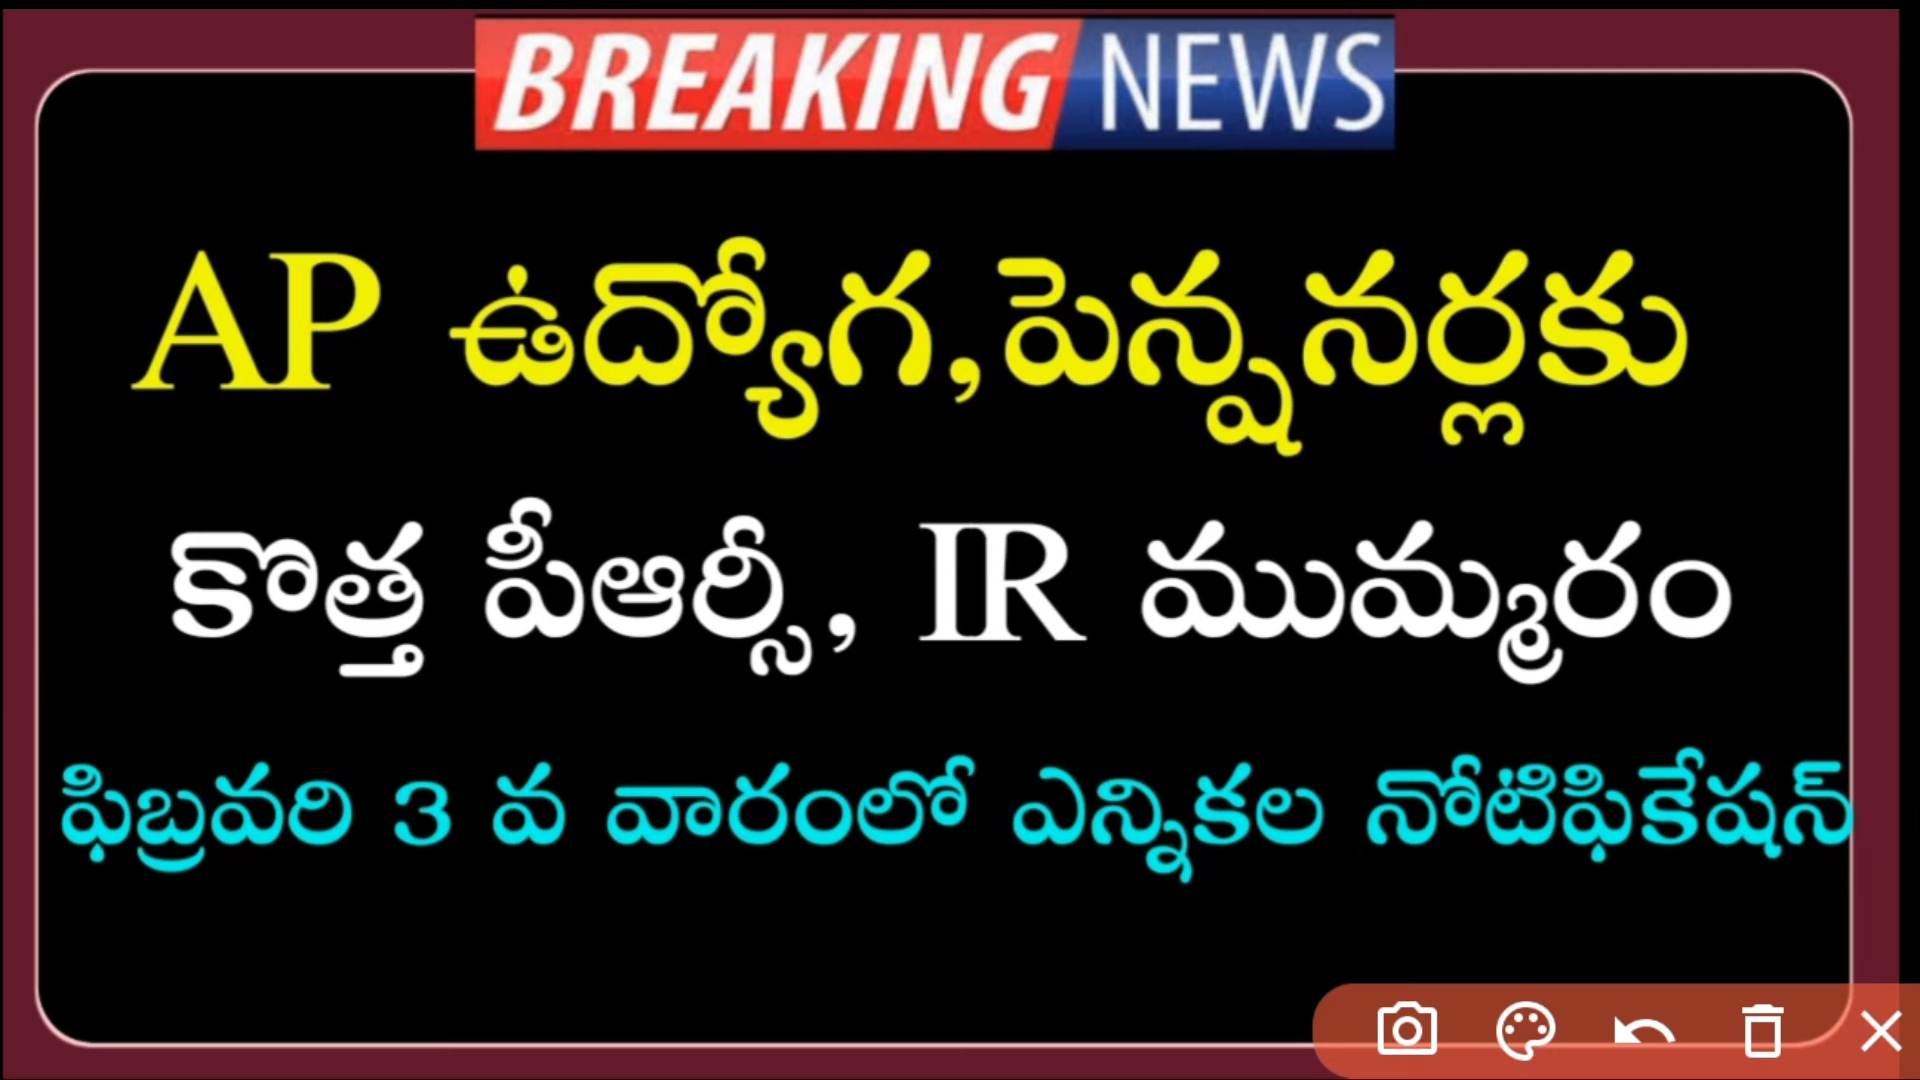 BREAKING NEWS
AP ఉద్యోగ,పెన్షనర్లకు
కొత్త పీఆర్సీ, IR ముమ్మరం
ఫిబ్రవరి 3 వ వారంలో ఎన్నికల నోటిఫికేషన్